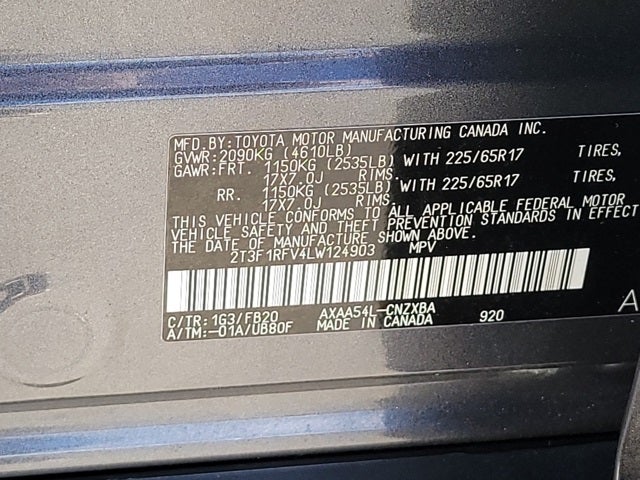 MFD.BY:TOYOTA MOTOR MANUFACTURING CANADA INC.
GVWR:2090KG (4610LB)
GAWR:FRT. 1150KG (2535LB) WITH 225/65R17 TIRES,
17X7.0J RIMS.
RR. 1150KG (2535LB) WITH 225/65R17 TIRES,
17X7.0J RIMS.
THIS VEHICLE CONFORMS TO ALL APPLICABLE FEDERAL MOTOR
VEHICLE SAFETY AND THEFT PREVENTION STANDARDS IN EFFECT
ON THE DATE OF MANUFACTURE SHOWN ABOVE.
2T3F1RFV4LW124903 MPV
C/TR:1G3/FB20 AXAA54L-CNZXBA
A/TM:-01A/UB80F MADE IN CANADA 920
A